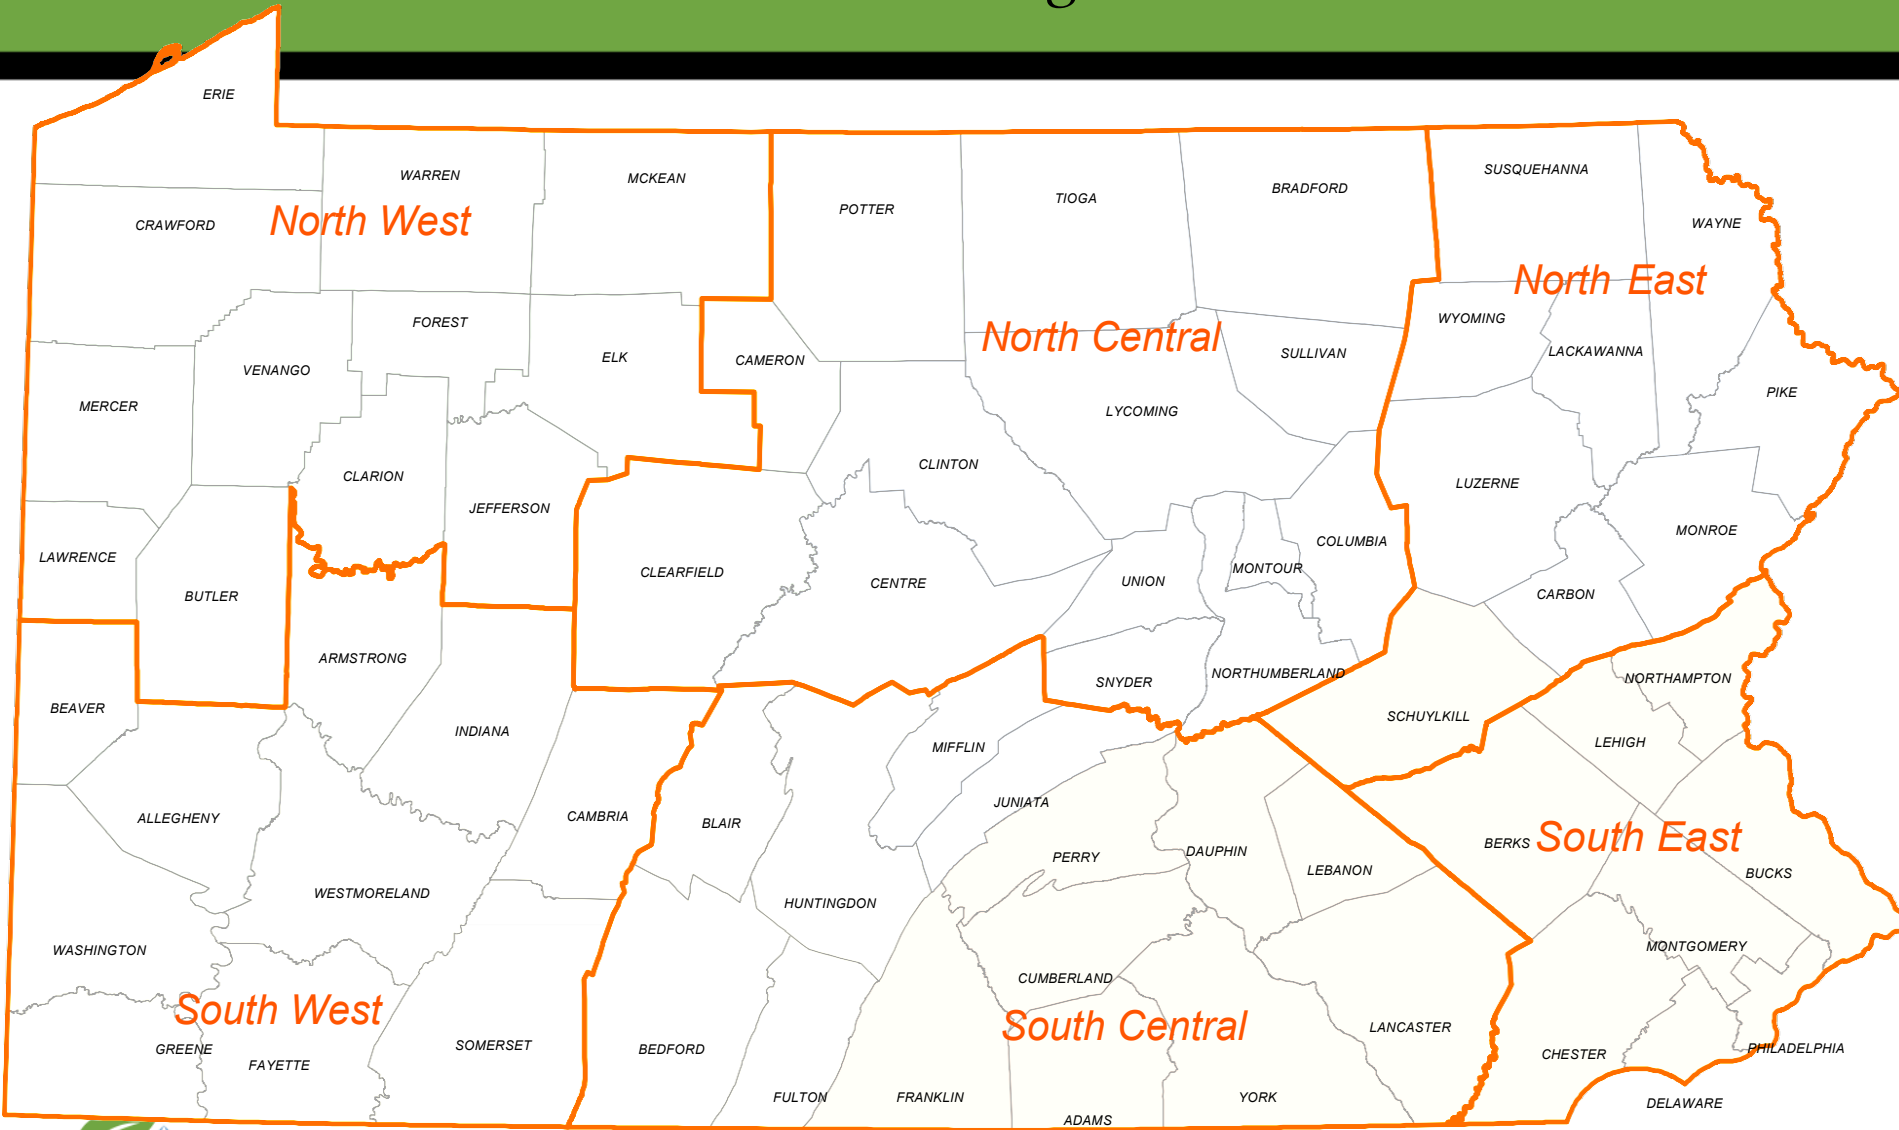 ERIE
WARREN
MCKEAN
CRAWFORD
North West
POTTER
TIOGA
BRADFORD
SUSQUEHANNA
WAYNE
North East
FOREST
VENANGO
ELK
CAMERON
North Central
SULLIVAN
WYOMING
LACKAWANNA
MERCER
LYCOMING
PIKE
CLARION
JEFFERSON
CLINTON
LUZERNE
MONROE
LAWRENCE
BUTLER
CLEARFIELD
CENTRE
UNION
MONTOUR
COLUMBIA
CARBON
ARMSTRONG
BEAVER
INDIANA
SNYDER
NORTHUMBERLAND
SCHUYLKILL
NORTHAMPTON
LEHIGH
MIFFLIN
ALLEGHENY
CAMBRIA
BLAIR
JUNIATA
PERRY
DAUPHIN
LEBANON
BERKS
South East
BUCKS
WESTMORELAND
HUNTINGDON
WASHINGTON
CUMBERLAND
MONTGOMERY
South West
South Central
GREENE
FAYETTE
SOMERSET
BEDFORD
LANCASTER
CHESTER
PHILADELPHIA
FULTON
FRANKLIN
ADAMS
YORK
DELAWARE